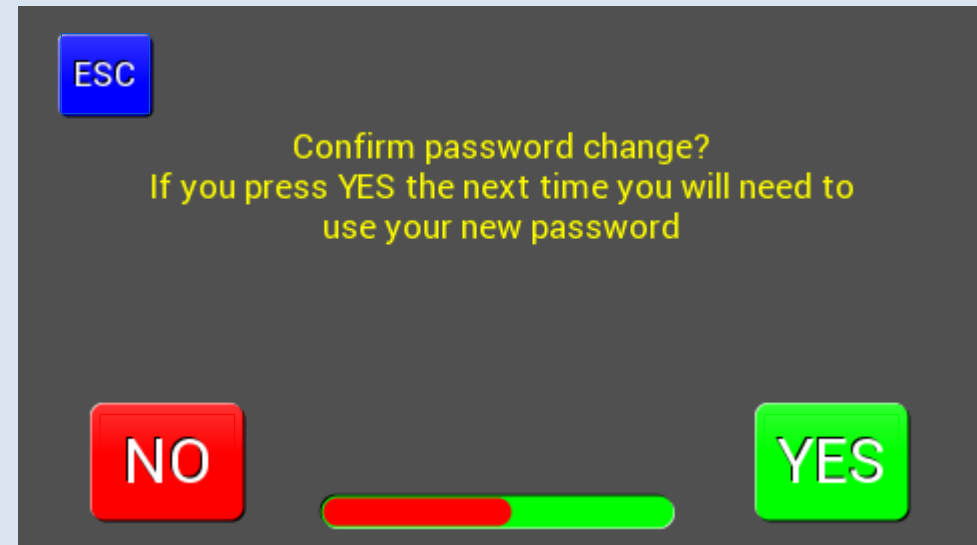 ESC
Confirm password change?
If you press YES the next time you will need to
use your new password
NO
YES